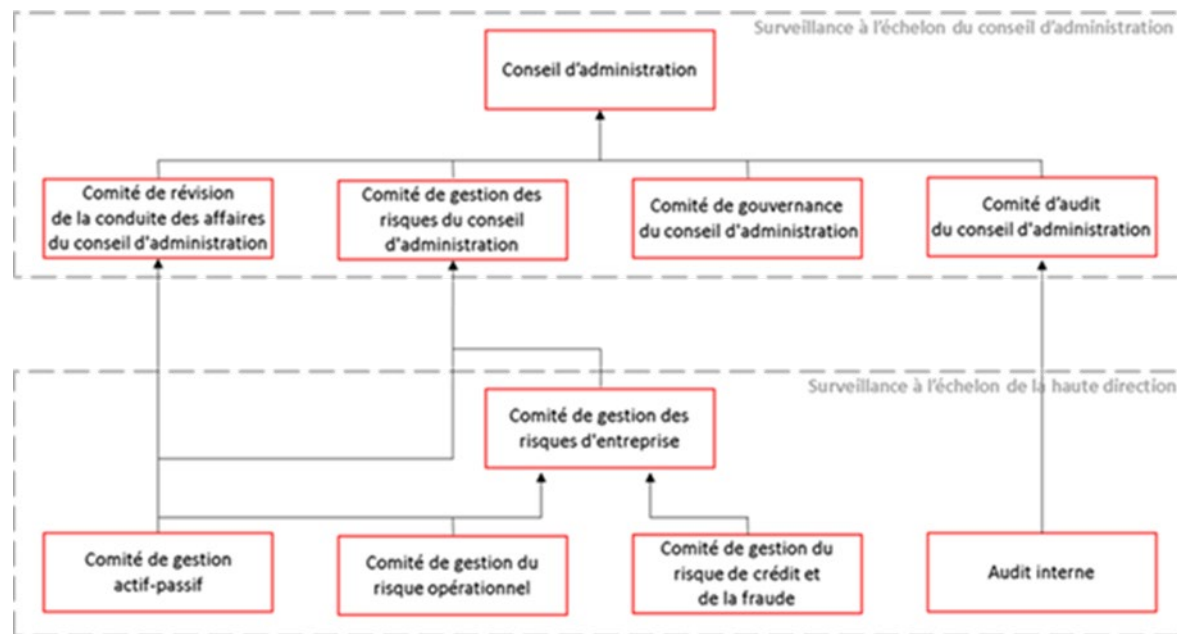 Surveillance à l'échelon du conseil d'administration
Conseil d'administration
Comité de révision
de la conduite des affaires
du conseil d'administration
Comité de gestion des
risques du conseil
d'administration
Comité de gouvernance
du conseil d'administration
Comité d'audit
du conseil d'administration
Surveillance à l'échelon de la haute direction
Comité de gestion des
risques d'entreprise
Comité de gestion
actif-passif
Comité de gestion du
risque opérationnel
Comité de gestion du
risque de crédit et
de la fraude
Audit interne